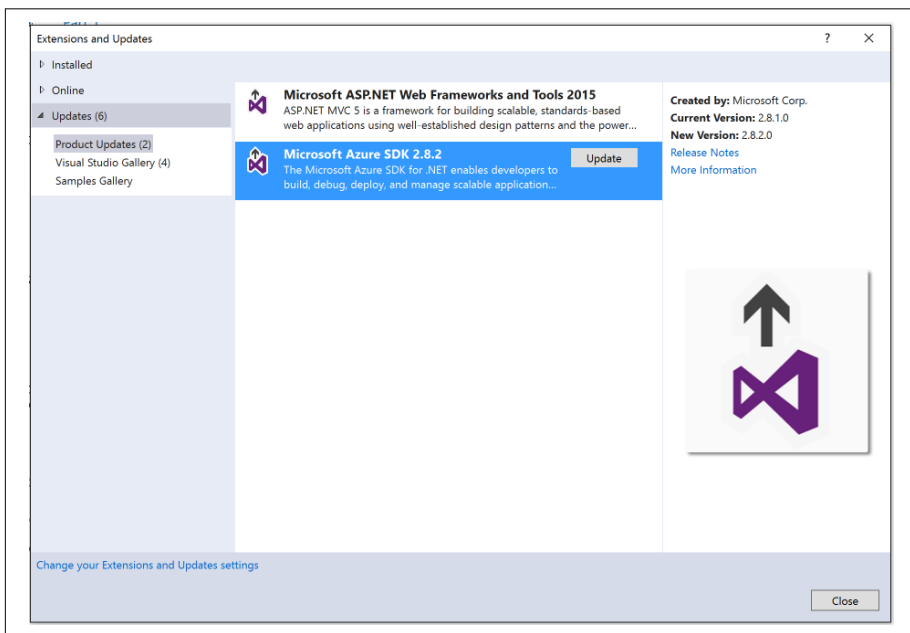 Extensions and Updates
? ×
Installed
Online
Updates (6)
Product Updates (2)
Visual Studio Gallery (4)
Samples Gallery
Microsoft ASP.NET Web Frameworks and Tools 2015
ASP.NET MVC 5 is a framework for building scalable, standards-based
web applications using well-established design patterns and the power...
Microsoft Azure SDK 2.8.2
Update
The Microsoft Azure SDK for .NET enables developers to
build, debug, deploy, and manage scalable application...
Created by: Microsoft Corp.
Current Version: 2.8.1.0
New Version: 2.8.2.0
Release Notes
More Information
Change your Extensions and Updates settings
Close